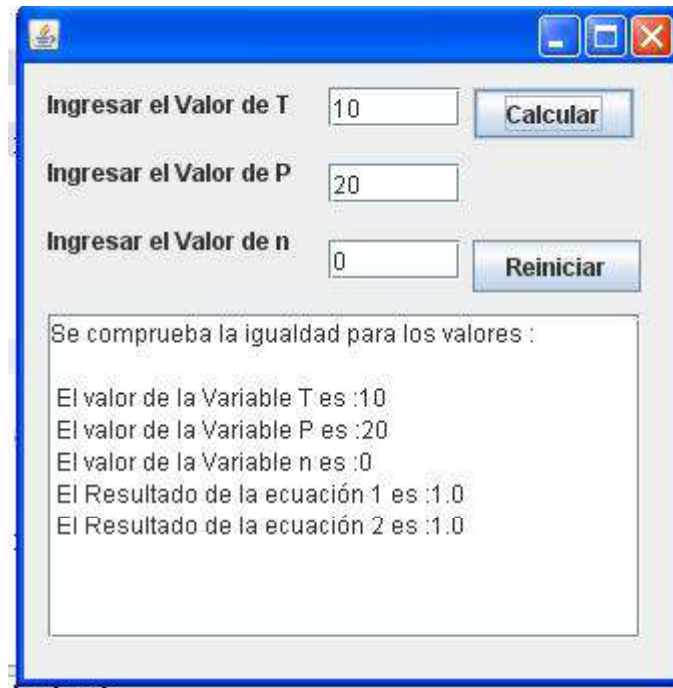 Ingresar el Valor de T 10 Calcular
Ingresar el Valor de P 20
Ingresar el Valor de n 0 Reiniciar
Se comprueba la igualdad para los valores :
El valor de la Variable T es :10
El valor de la Variable P es :20
El valor de la Variable n es :0
El Resultado de la ecuación 1 es :1.0
El Resultado de la ecuación 2 es :1.0